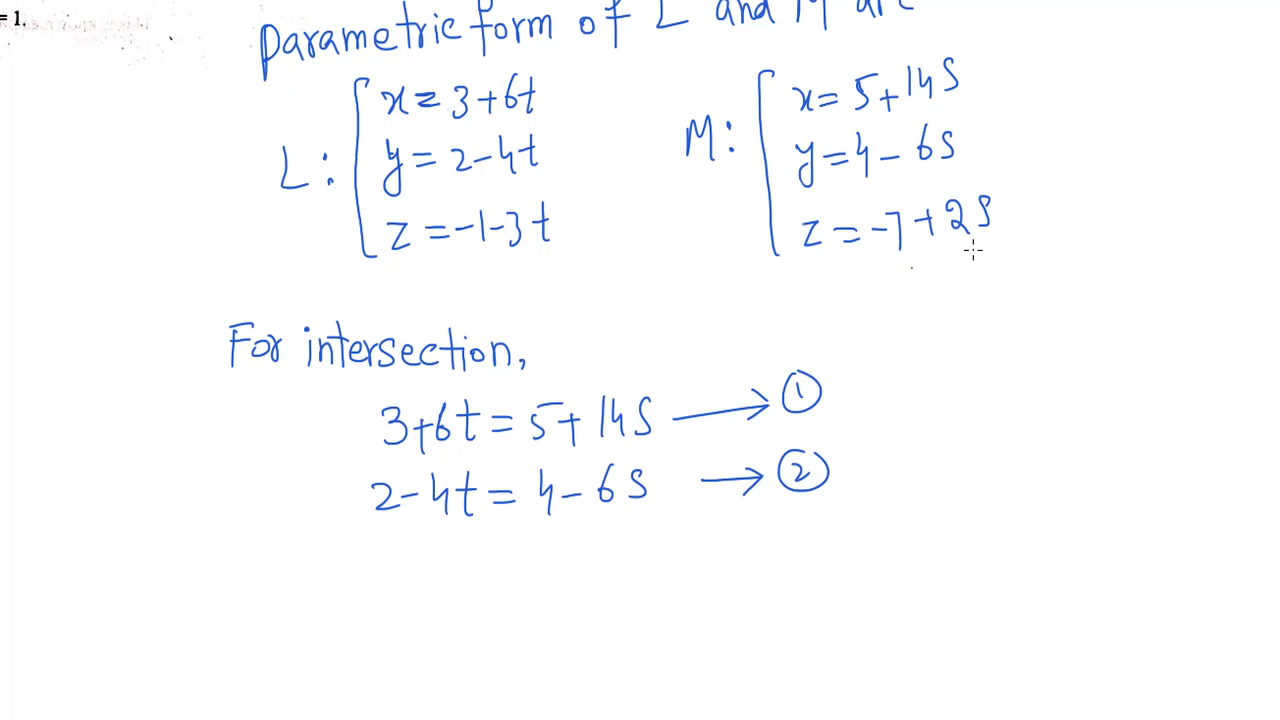 = 1.
parametric form of L and M are
L: { x = 3+6t
y = 2-4t
z = -1-3t
M: { x = 5+14s
y = 4-6s
z = -7+2s
For intersection,
3+6t = 5+14s ⟶ ①
2-4t = 4-6s → ②